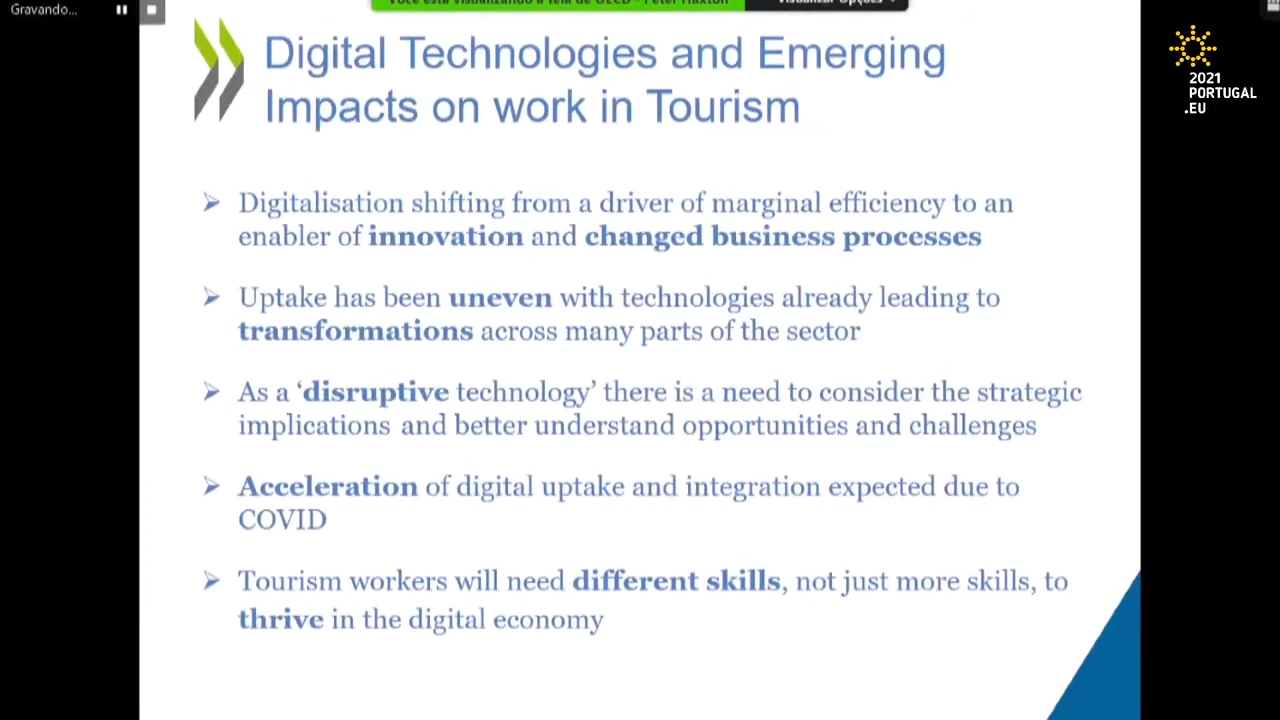 Gravando...
Digital Technologies and Emerging
Impacts on work in Tourism
2021
PORTUGAL
.EU
➢ Digitalisation shifting from a driver of marginal efficiency to an
enabler of innovation and changed business processes
➢ Uptake has been uneven with technologies already leading to
transformations across many parts of the sector
➢ As a ‘disruptive technology’ there is a need to consider the strategic
implications and better understand opportunities and challenges
➢ Acceleration of digital uptake and integration expected due to
COVID
➢ Tourism workers will need different skills, not just more skills, to
thrive in the digital economy